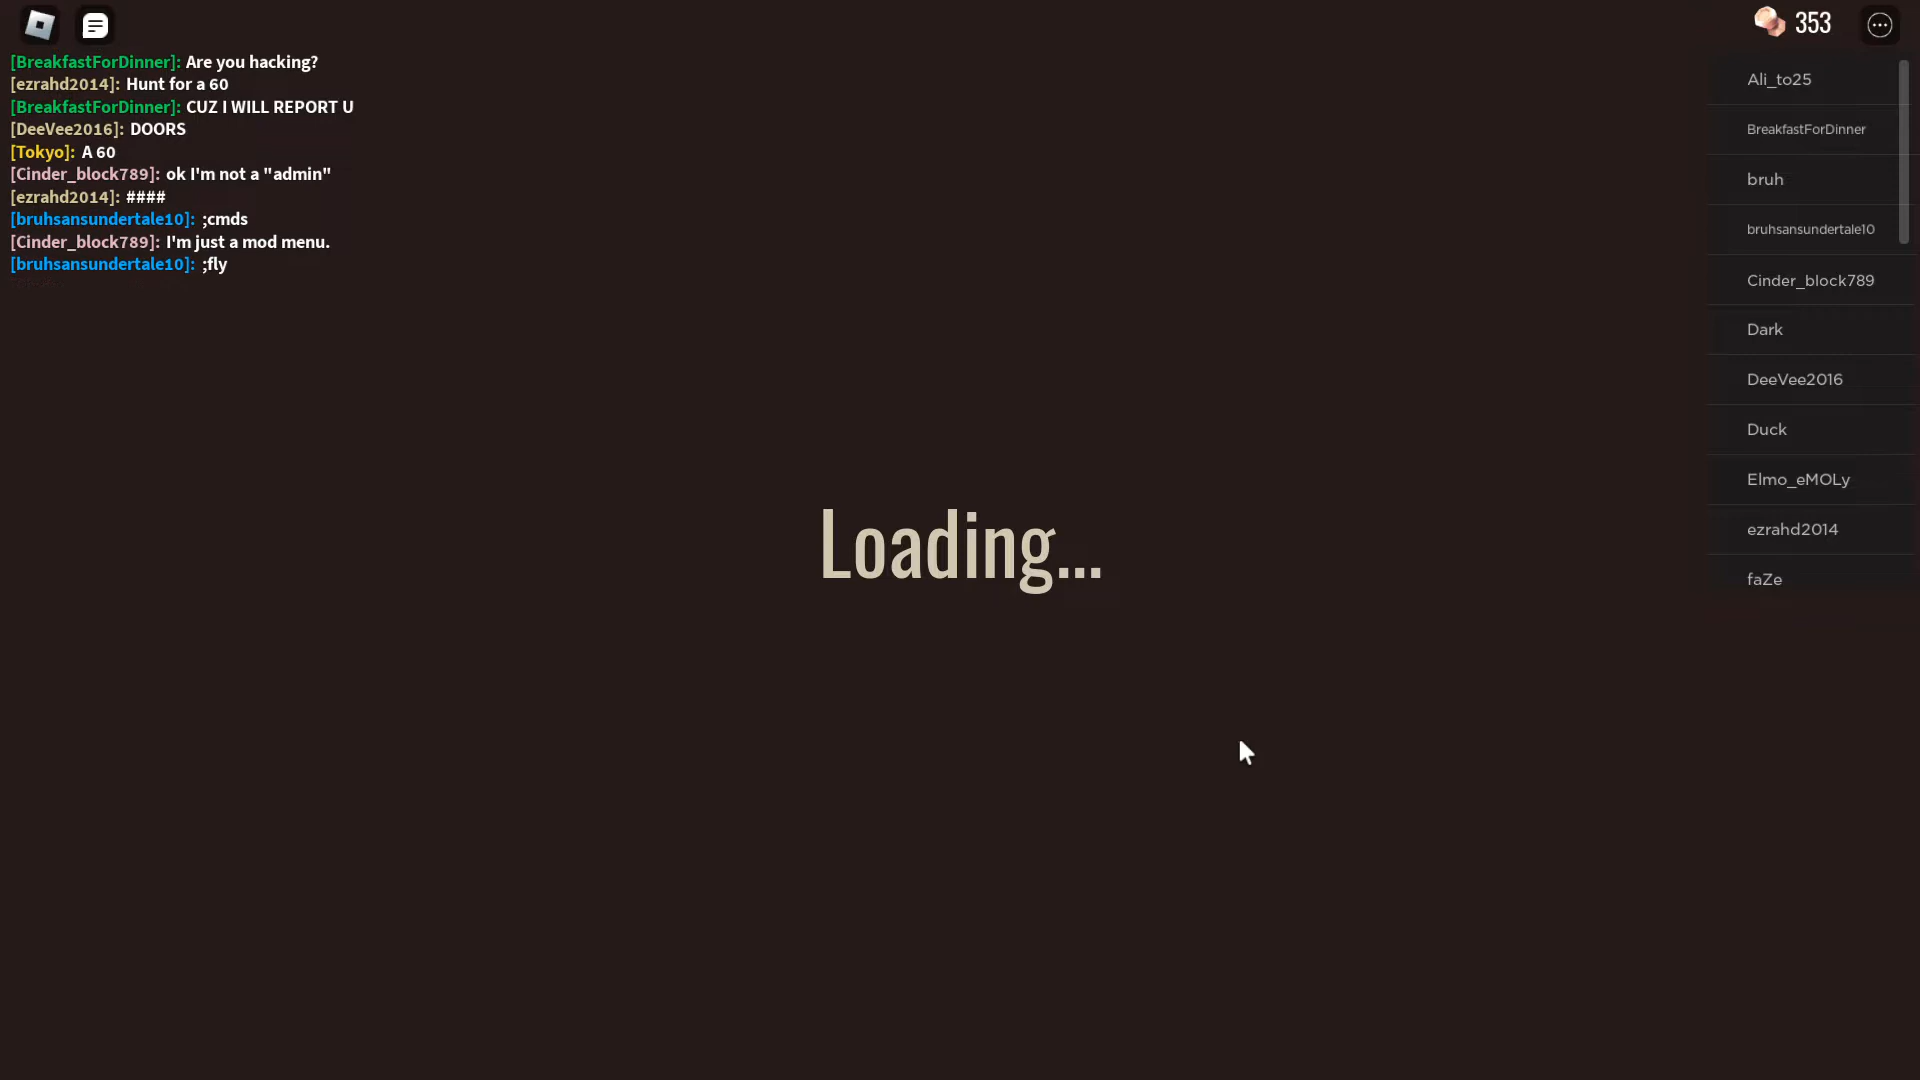 353
[BreakfastForDinner]: Are you hacking?
[ezrahd2014]: Hunt for a 60
[BreakfastForDinner]: CUZ I WILL REPORT U
[DeeVee2016]: DOORS
[Tokyo]: A 60
[Cinder_block789]: ok I'm not a "admin"
[ezrahd2014]: ####
[bruhsansundertale10]: ;cmds
[Cinder_block789]: I'm just a mod menu.
[bruhsansundertale10]: ;fly
Ali_to25
BreakfastForDinner
bruh
bruhsansundertale10
Cinder_block789
Dark
DeeVee2016
Duck
Elmo_eMOLy
ezrahd2014
faZe
Loading...